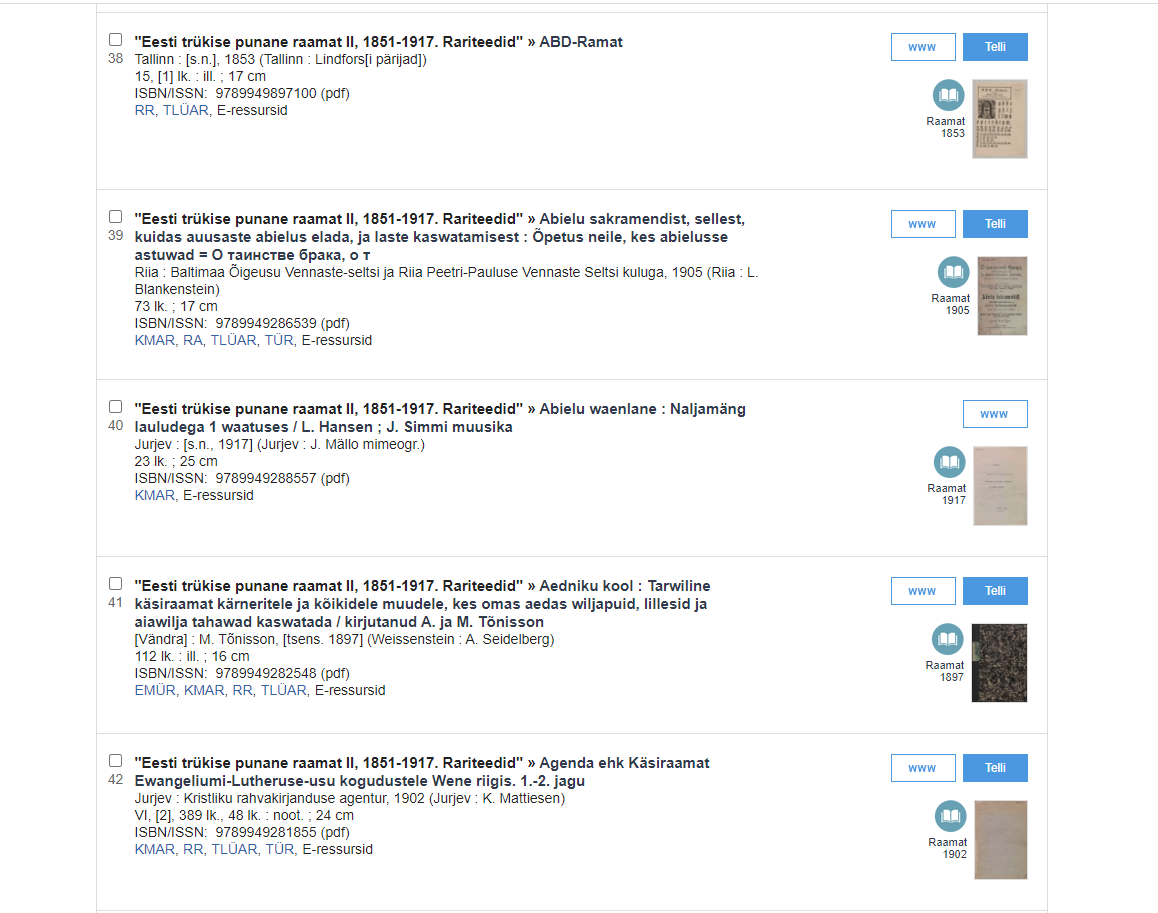 "Eesti trükise punane raamat II, 1851-1917. Rariteedid" » ABD-Ramat
www
Telli
38
Tallinn : [s.n.], 1853 (Tallinn : Lindfors[i pärijad])
15, [1] lk. : ill. ; 17 cm
ISBN/ISSN: 9789949897100 (pdf)
RR, TLÜAR, E-ressursid
Raamat
1853
"Eesti trükise punane raamat II, 1851-1917. Rariteedid" » Abielu sakramendist, sellest,
www
Telli
39
kuidas auusaste abielus elada, ja laste kaswatamisest : Õpetus neile, kes abielusse
astuwad = О таинстве брака, о т
Riia : Baltimaa Õigeusu Vennaste-seltsi ja Riia Peetri-Pauluse Vennaste Seltsi kuluga, 1905 (Riia : L.
Blankenstein)
73 lk. ; 17 cm
ISBN/ISSN: 9789949286539 (pdf)
KMAR, RA, TLÜAR, TÜR, E-ressursid
Raamat
1905
"Eesti trükise punane raamat II, 1851-1917. Rariteedid" » Abielu waenlane : Naljamäng
www
40
lauludega 1 waatuses / L. Hansen ; J. Simmi muusika
Jurjev : [s.n., 1917] (Jurjev : J. Mällo mimeogr.)
23 lk. ; 25 cm
ISBN/ISSN: 9789949288557 (pdf)
KMAR, E-ressursid
Raamat
1917
"Eesti trükise punane raamat II, 1851-1917. Rariteedid" » Aedniku kool : Tarwiline
www
Telli
41
käsiraamat kärneritele ja kõikidele muudele, kes omas aedas wiljapuid, lillesid ja
aiawilja tahawad kaswatada / kirjutanud A. ja M. Tönisson
[Vändra] : M. Tõnisson, [tsens. 1897] (Weissenstein : A. Seidelberg)
112 lk. : ill. ; 16 cm
ISBN/ISSN: 9789949282548 (pdf)
EMÜR, KMAR, RR, TLÜAR, E-ressursid
Raamat
1897
"Eesti trükise punane raamat II, 1851-1917. Rariteedid" » Agenda ehk Käsiraamat
www
Telli
42
Ewangeliumi-Lutheruse-usu kogudustele Wene riigis. 1.-2. jagu
Jurjev : Kristliku rahvakirjanduse agentur, 1902 (Jurjev : K. Mattiesen)
VI, [2], 389 lk., 48 lk. : noot. ; 24 cm
ISBN/ISSN: 9789949281855 (pdf)
KMAR, RR, TLÜAR, TÜR, E-ressursid
Raamat
1902